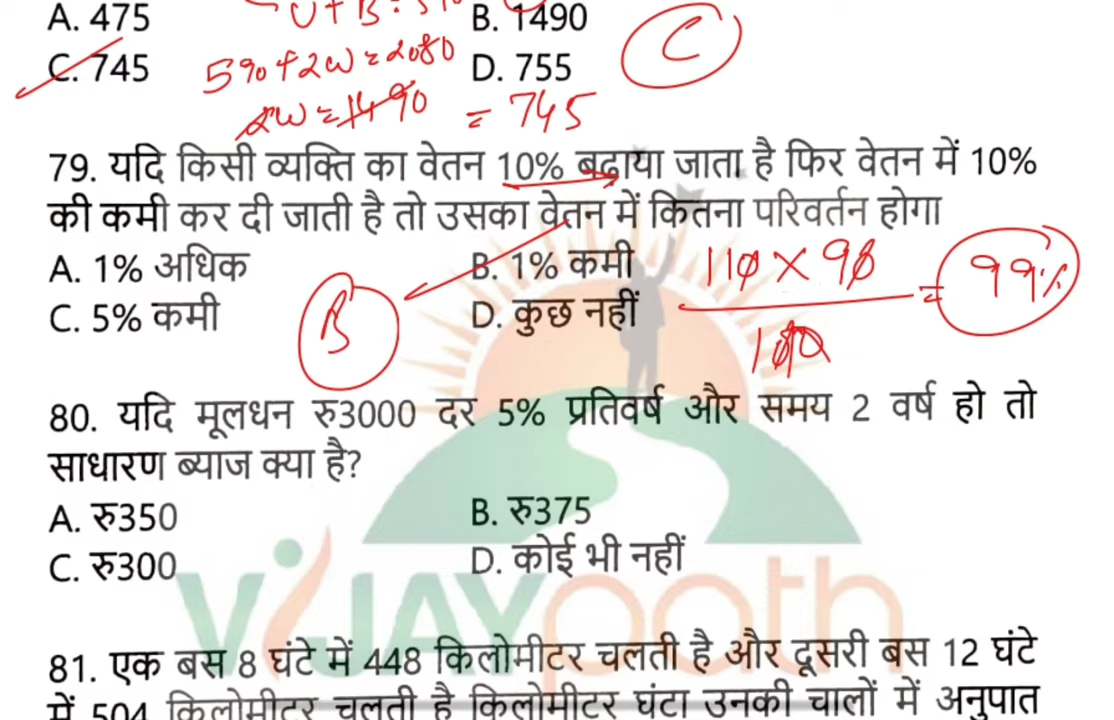 A. 475
B. 1490
C. 745
D. 755
590+2w=2080
2w=1490 = 745
C
79. यदि किसी व्यक्ति का वेतन 10% बढ़ाया जाता है फिर वेतन में 10%
की कमी कर दी जाती है तो उसका वेतन में कितना परिवर्तन होगा
A. 1% अधिक
B. 1% कमी
C. 5% कमी
D. कुछ नहीं
B
110 × 90
= 99%
100
80. यदि मूलधन रु3000 दर 5% प्रतिवर्ष और समय 2 वर्ष हो तो
साधारण ब्याज क्या है?
A. रु350
B. रु375
C. रु300
D. कोई भी नहीं
VIJAYpath
81. एक बस 8 घंटे में 448 किलोमीटर चलती है और दूसरी बस 12 घंटे
में 504 किलोमीटर चलती है किलोमीटर घंटा उनकी चालों में अनुपात